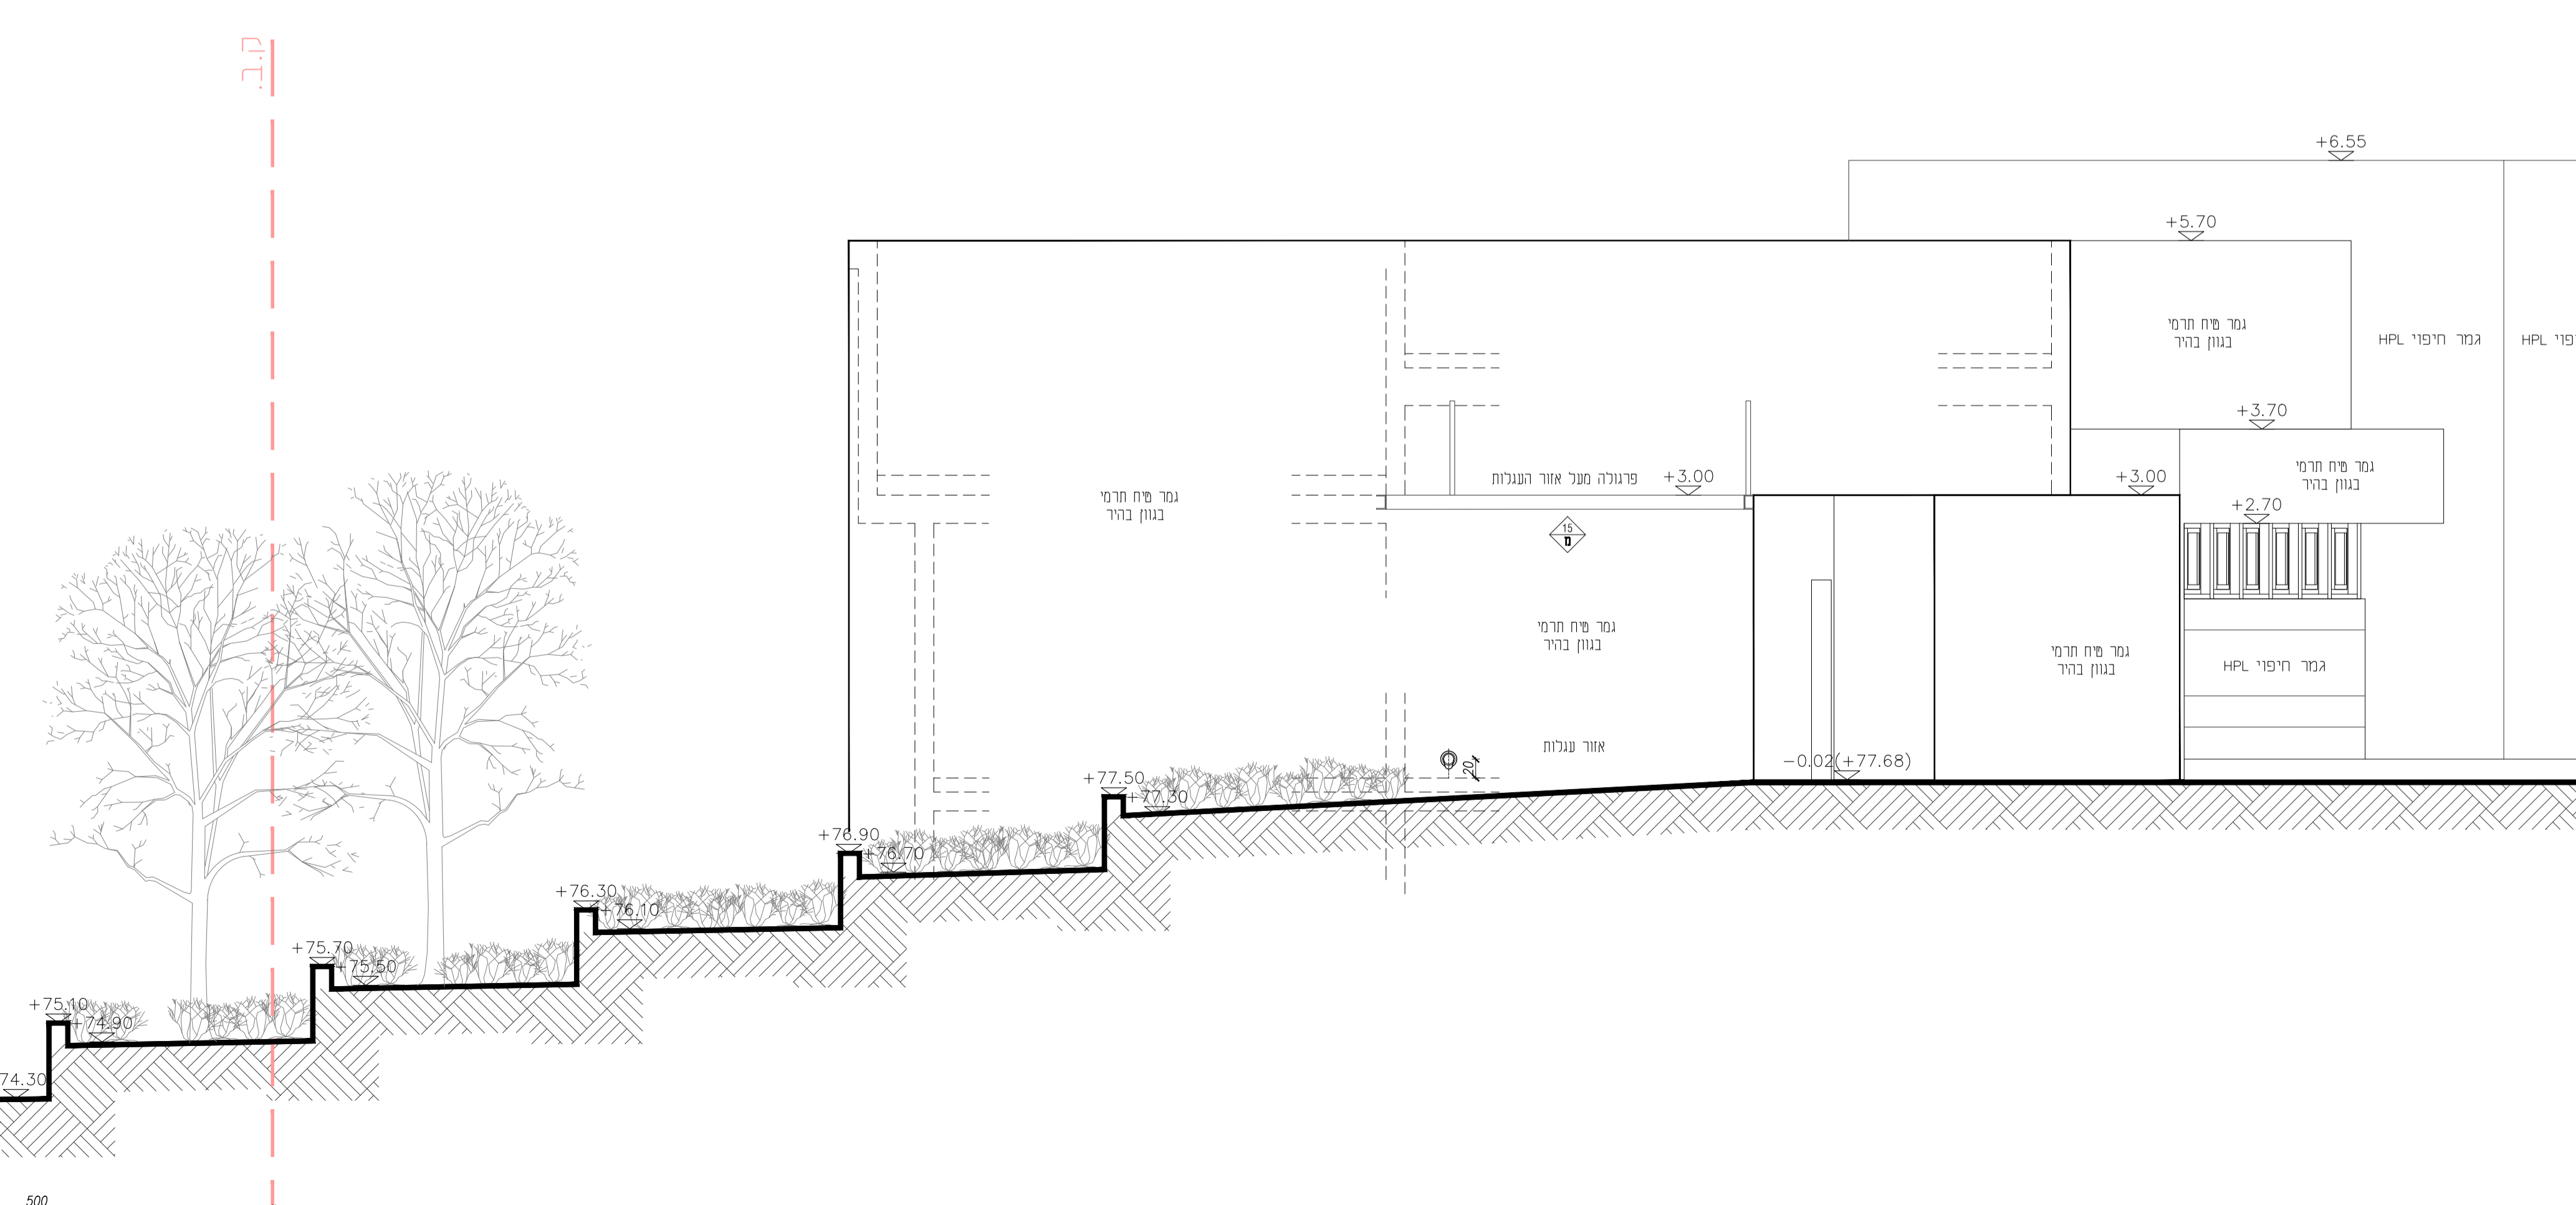 ק.ב.
+6.55
+5.70
גמר טיח תרמי
בגוון בהיר
גמר חיפוי HPL
HPL
+3.70
גמר טיח תרמי
בגוון בהיר
פרגולה מעל אזור העגלות
+3.00
+3.00
+2.70
גמר טיח תרמי
בגוון בהיר
15
מ
גמר טיח תרמי
בגוון בהיר
גמר טיח תרמי
בגוון בהיר
גמר חיפוי HPL
אזור עגלות
20
-0.02(+77.68)
+77.50
+77.30
+76.90
+76.70
+76.30
+76.10
+75.70
+75.50
+75.10
+74.90
74.30
500